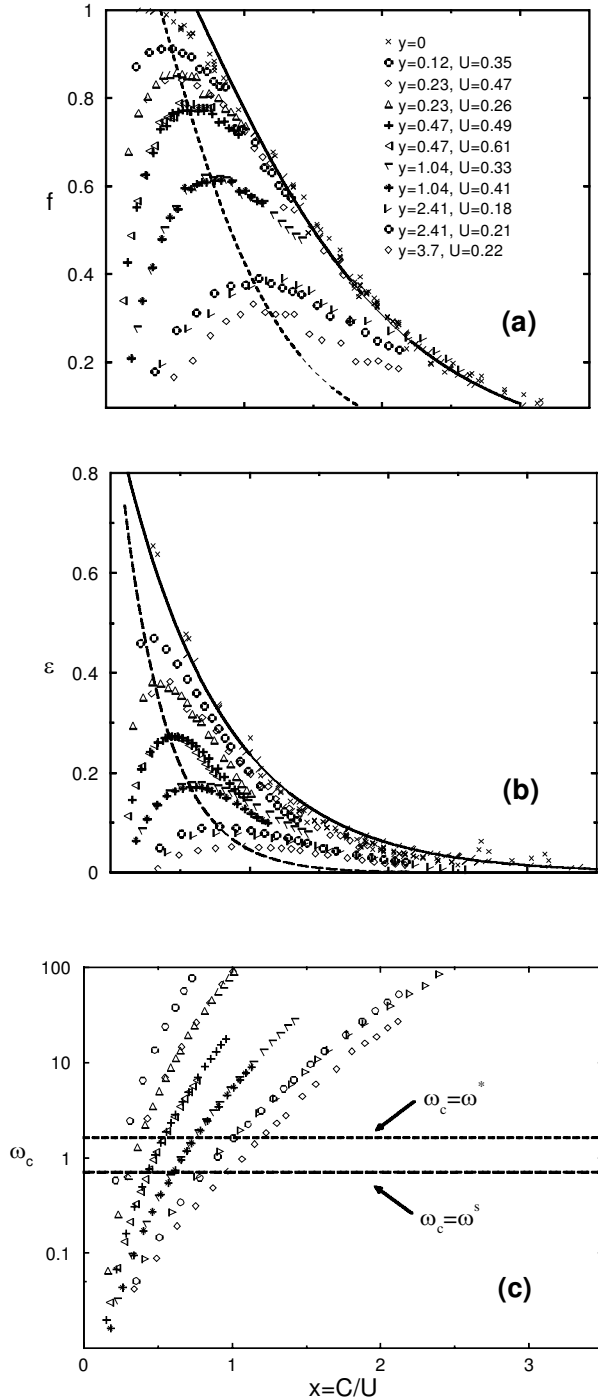 1
0.8
0.6
0.4
0.2
f
y=0
y=0.12, U=0.35
y=0.23, U=0.47
y=0.23, U=0.26
y=0.47, U=0.49
y=0.47, U=0.61
y=1.04, U=0.33
y=1.04, U=0.41
y=2.41, U=0.18
y=2.41, U=0.21
y=3.7, U=0.22
(a)
0.8
0.6
0.4
0.2
0
ε
(b)
100
10
1
0.1
ω_c
ω_c=ω^*
ω_c=ω^s
(c)
0 1 2 3
x=C/U